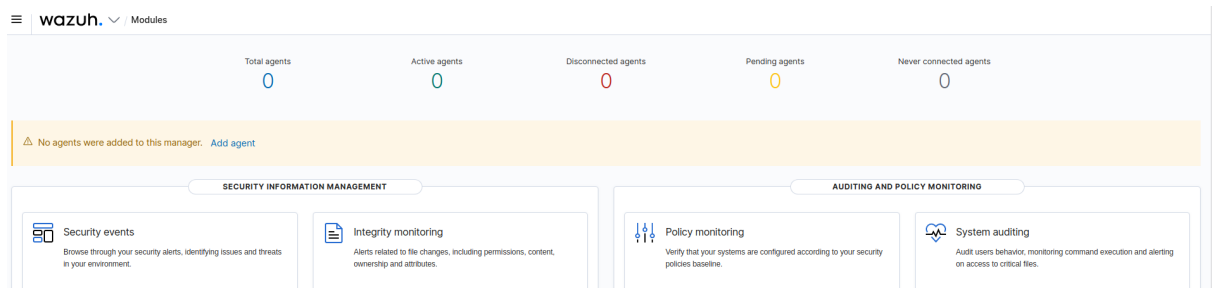 wazuh. / Modules
Total agents
0
Active agents
0
Disconnected agents
0
Pending agents
0
Never connected agents
0
No agents were added to this manager. Add agent
SECURITY INFORMATION MANAGEMENT
Security events
Browse through your security alerts, identifying issues and threats
in your environment.
Integrity monitoring
Alerts related to file changes, including permissions, content,
ownership and attributes.
AUDITING AND POLICY MONITORING
Policy monitoring
Verify that your systems are configured according to your security
policies baseline.
System auditing
Audit users behavior, monitoring command execution and alerting
on access to critical files.